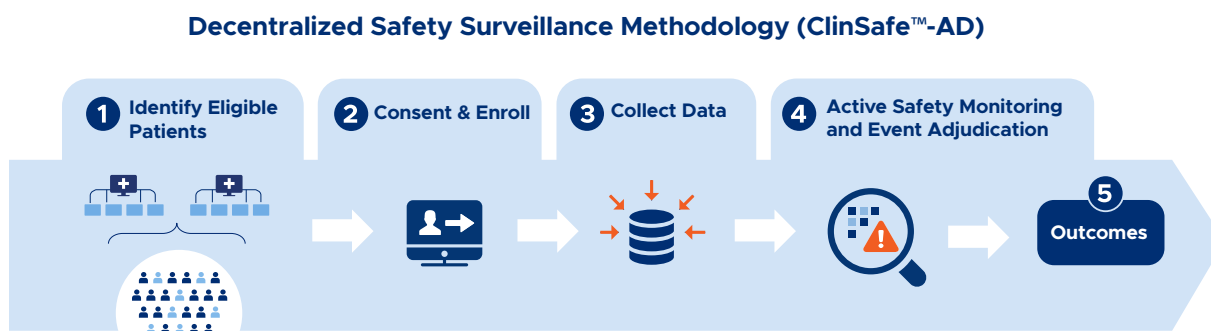 Decentralized Safety Surveillance Methodology (ClinSafe™-AD)
1 Identify Eligible
Patients
2 Consent & Enroll
3 Collect Data
4 Active Safety Monitoring
and Event Adjudication
5
Outcomes